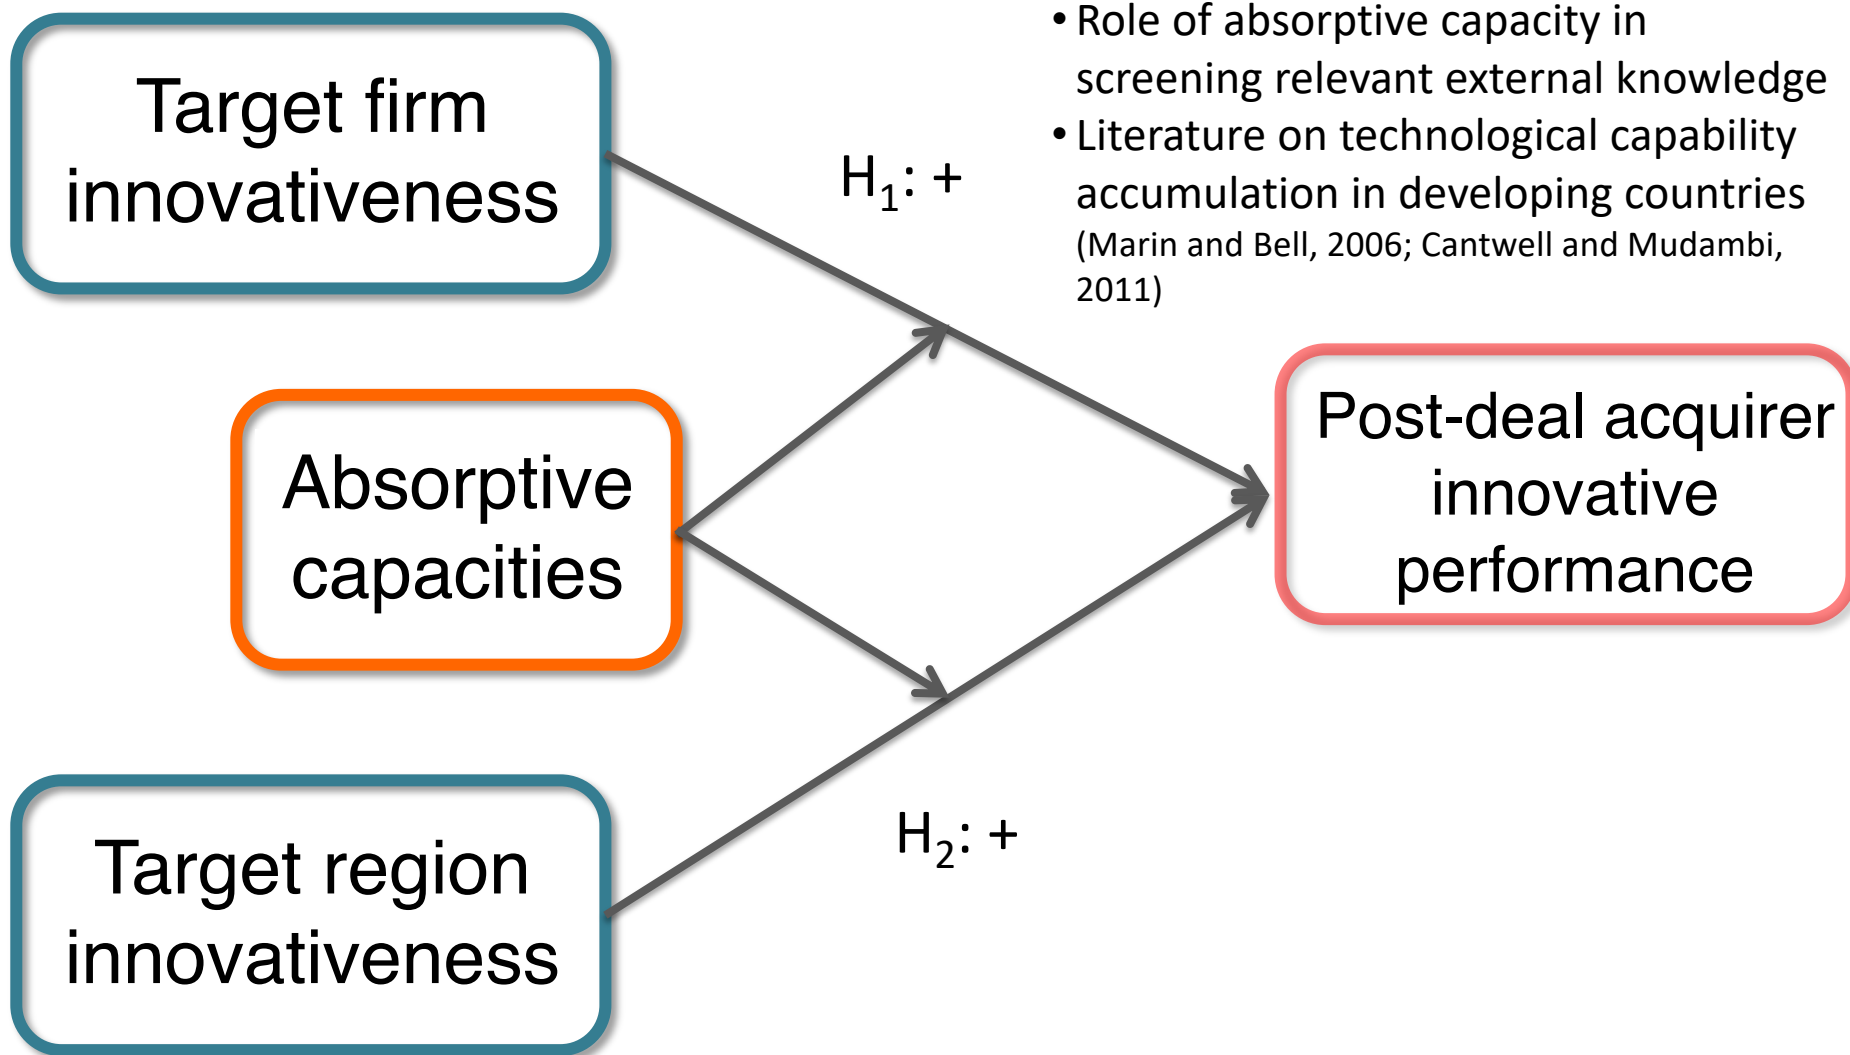 • Role of absorptive capacity in
screening relevant external knowledge
• Literature on technological capability
accumulation in developing countries
(Marin and Bell, 2006; Cantwell and Mudambi,
2011)
Target firm
innovativeness
H₁: +
Absorptive
capacities
Post-deal acquirer
innovative
performance
H₂: +
Target region
innovativeness